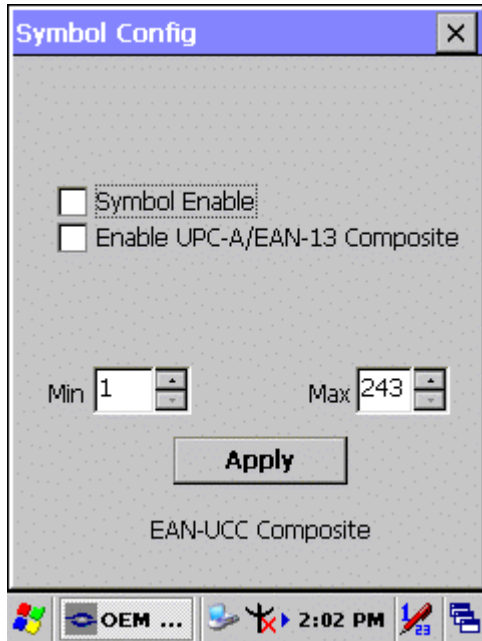 Symbol Config
Symbol Enable
Enable UPC-A/EAN-13 Composite
Min 1 Max 243
Apply
EAN-UCC Composite
OEM ... 2:02 PM 123